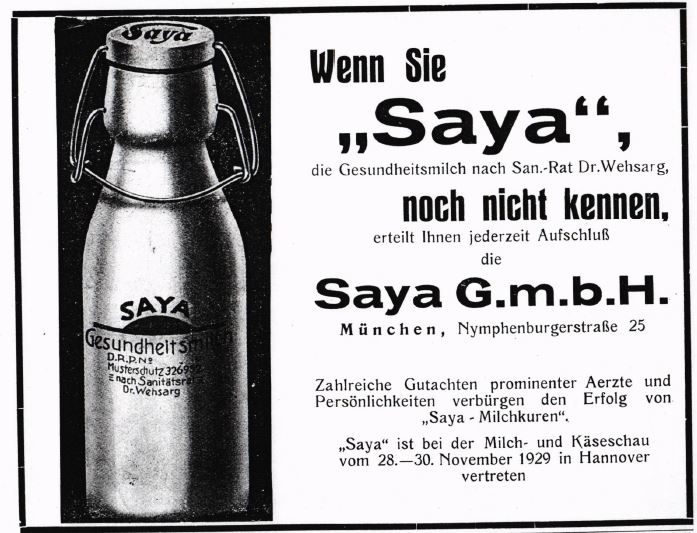 Saya
SAYA
Gesundheitsmilch
D.R.P.No
Musterschutz
nach Sanitätsrat
Dr. Wehsarg
Wenn Sie
„Saya“,
die Gesundheitsmilch nach San.-Rat Dr.Wehsarg,
noch nicht kennen,
erteilt Ihnen jederzeit Aufschluß
die
Saya G.m.b.H.
München, Nymphenburgerstraße 25
Zahlreiche Gutachten prominenter Aerzte und
Persönlichkeiten verbürgen den Erfolg von
„Saya - Milchkuren“.
„Saya“ ist bei der Milch- und Käseschau
vom 28.—30. November 1929 in Hannover
vertreten